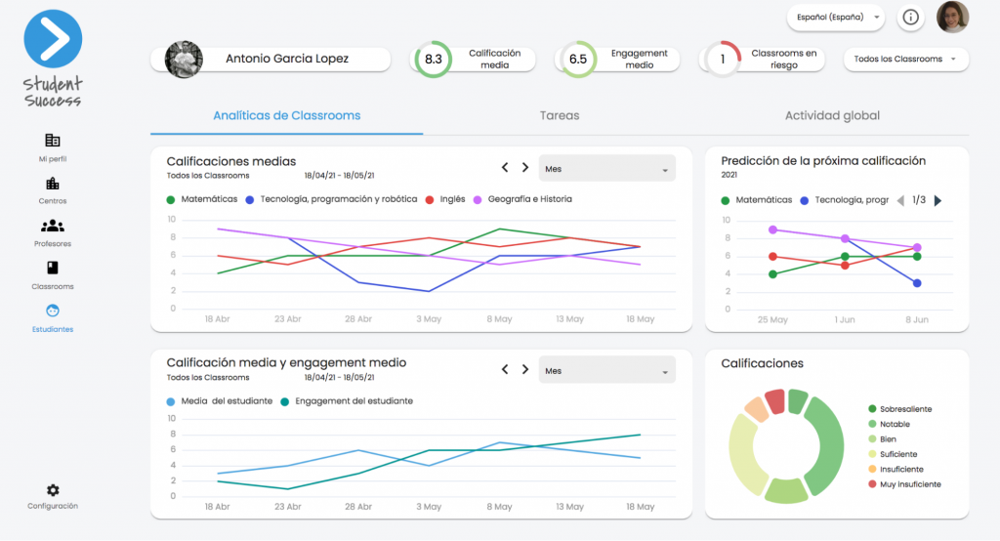 Student
Success
Mi perfil
Centros
Profesores
Classrooms
Estudiantes
Configuración
Español (España)
Antonio Garcia Lopez
8.3
Calificación
media
6.5
Engagement
medio
1
Classrooms en
riesgo
Todos los Classrooms
Analíticas de Classrooms
Tareas
Actividad global
Calificaciones medias
Todos los Classrooms 18/04/21 - 18/05/21
Mes
Matemáticas Tecnología, programación y robótica Inglés Geografía e Historia
10
8
6
4
2
0
18 Abr 23 Abr 28 Abr 3 May 8 May 13 May 18 May
Predicción de la próxima calificación
2021
Matemáticas Tecnología, progr 1/3
10
8
6
4
2
0
25 May 1 Jun 8 Jun
Calificación media y engagement medio
Todos los Classrooms 18/04/21 - 18/05/21
Mes
Media del estudiante Engagement del estudiante
10
8
6
4
2
0
18 Abr 23 Abr 28 Abr 3 May 8 May 13 May 18 May
Calificaciones
Sobresaliente
Notable
Bien
Suficiente
Insuficiente
Muy insuficiente